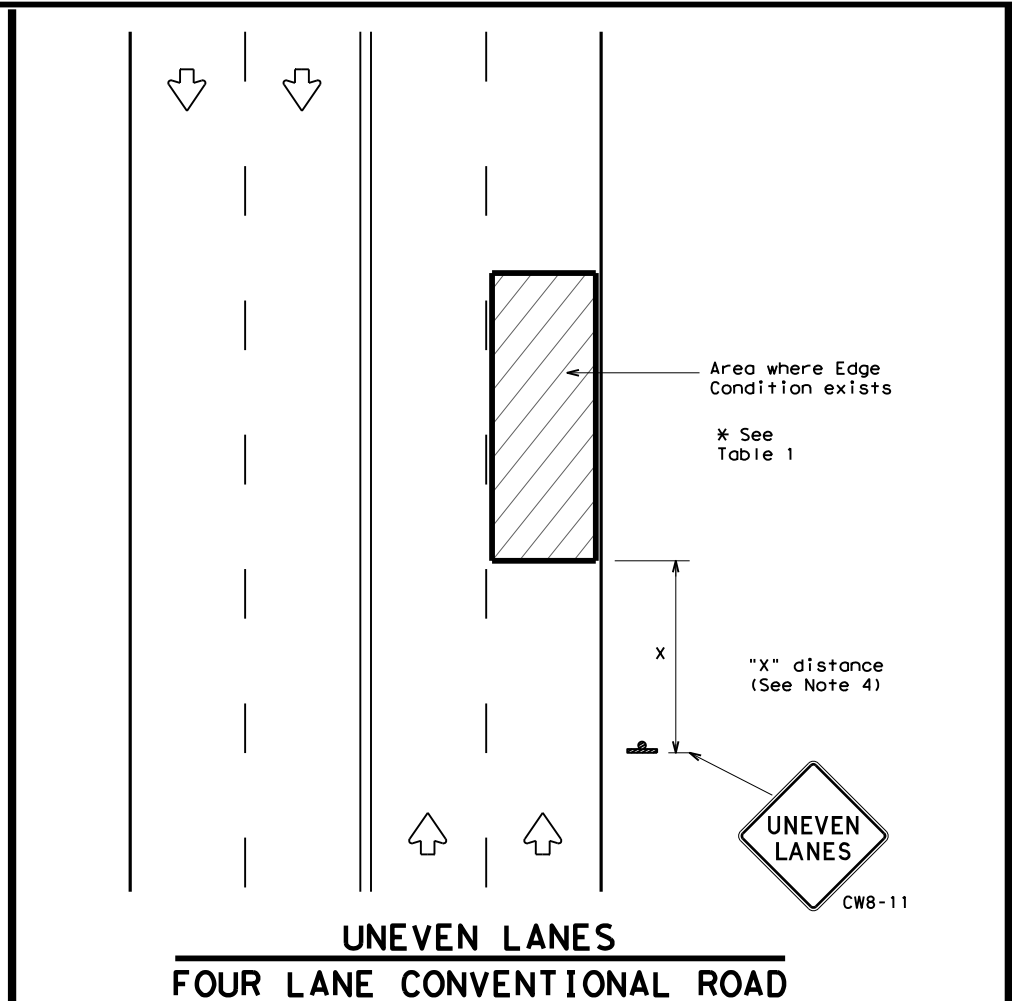 Area where Edge
Condition exists
* See
Table 1
X
"X" distance
(See Note 4)
UNEVEN
LANES
CW8-11
UNEVEN LANES
FOUR LANE CONVENTIONAL ROAD